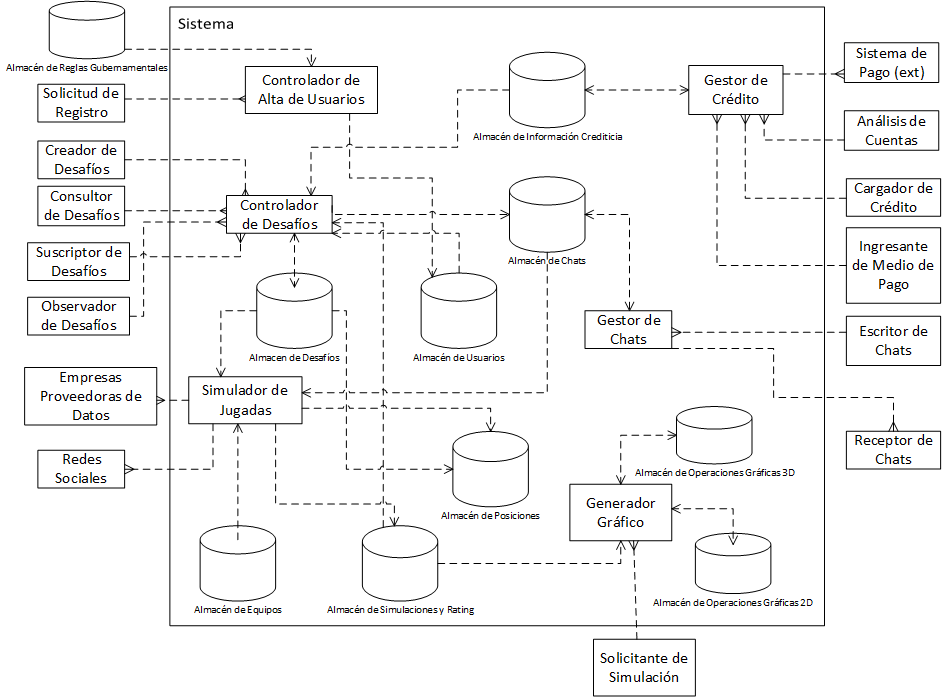 Sistema
Almacén de Reglas Gubernamentales
Solicitud de
Registro
Controlador de
Alta de Usuarios
Almacén de Información Crediticia
Gestor de
Crédito
Sistema de
Pago (ext)
Análisis de
Cuentas
Creador de
Desafíos
Consultor
de Desafíos
Controlador
de Desafíos
Almacén de Chats
Cargador de
Crédito
Suscriptor de
Desafíos
Ingresante
de Medio de
Pago
Observador
de Desafíos
Almacen de Desafíos
Almacén de Usuarios
Gestor de
Chats
Escritor de
Chats
Empresas
Proveedoras de
Datos
Simulador de
Jugadas
Redes
Sociales
Almacén de Posiciones
Almacén de Operaciones Gráficas 3D
Receptor de
Chats
Generador
Gráfico
Almacén de Equipos
Almacén de Simulaciones y Rating
Almacén de Operaciones Gráficas 2D
Solicitante de
Simulación